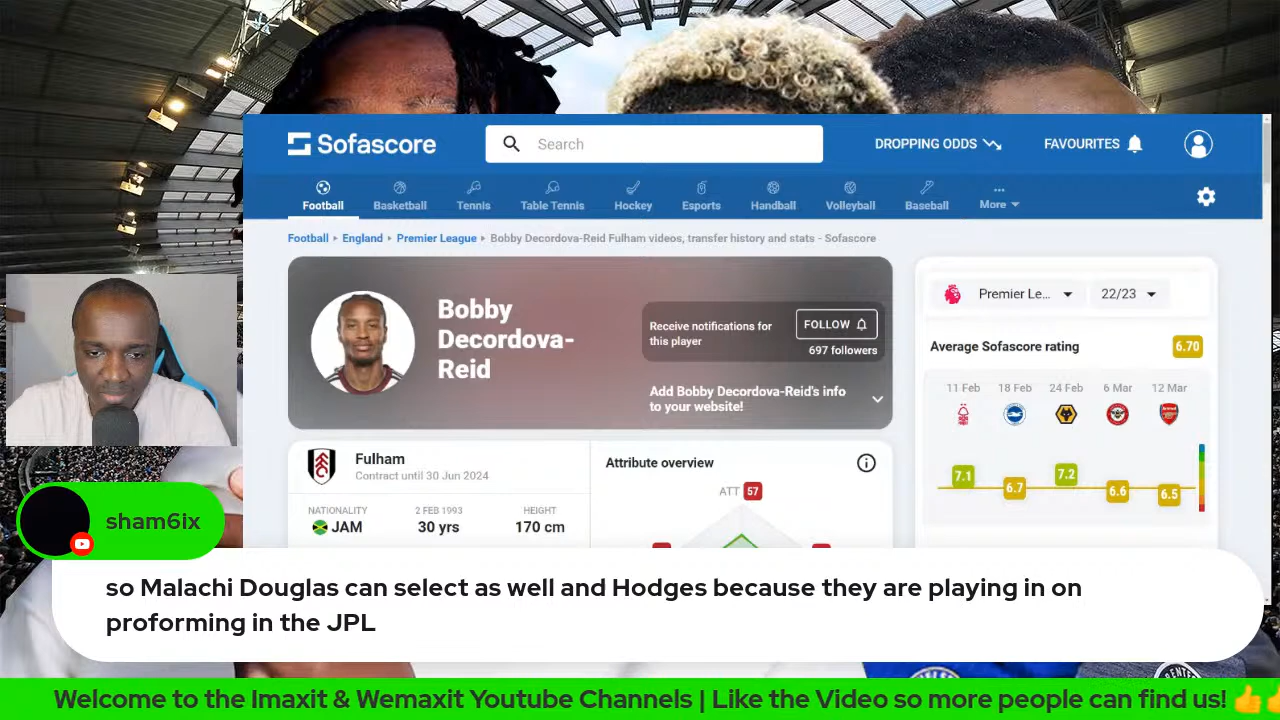 Sofascore
Search
DROPPING ODDS
FAVOURITES
Football
Basketball
Tennis
Table Tennis
Hockey
Esports
Handball
Volleyball
Baseball
More
Football England Premier League Bobby Decordova-Reid Fulham videos, transfer history and stats - Sofascore
Bobby
Decordova-
Reid
Receive notifications for
this player
FOLLOW
697 followers
Add Bobby Decordova-Reid's info
to your website!
Premier Le...
22/23
Average Sofascore rating
6.70
11 Feb
18 Feb
24 Feb
6 Mar
12 Mar
7.1
6.7
7.2
6.6
6.5
Fulham
Contract until 30 Jun 2024
NATIONALITY
JAM
2 FEB 1993
30 yrs
HEIGHT
170 cm
Attribute overview
ATT 57
sham6ix
so Malachi Douglas can select as well and Hodges because they are playing in on
proforming in the JPL
Welcome to the Imaxit & Wemaxit Youtube Channels | Like the Video so more people can find us! 👍👍